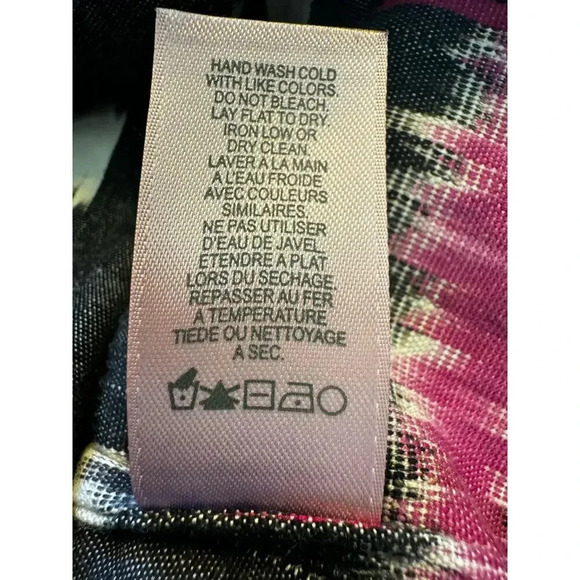 HAND WASH COLD
WITH LIKE COLORS.
DO NOT BLEACH.
LAY FLAT TO DRY.
IRON LOW OR
DRY CLEAN.
LAVER A LA MAIN
A L'EAU FROIDE
AVEC COULEURS
SIMILAIRES.
NE PAS UTILISER
D'EAU DE JAVEL.
ETENDRE A PLAT
LORS DU SECHAGE.
REPASSER AU FER
A TEMPERATURE
TIEDE OU NETTOYAGE
A SEC.